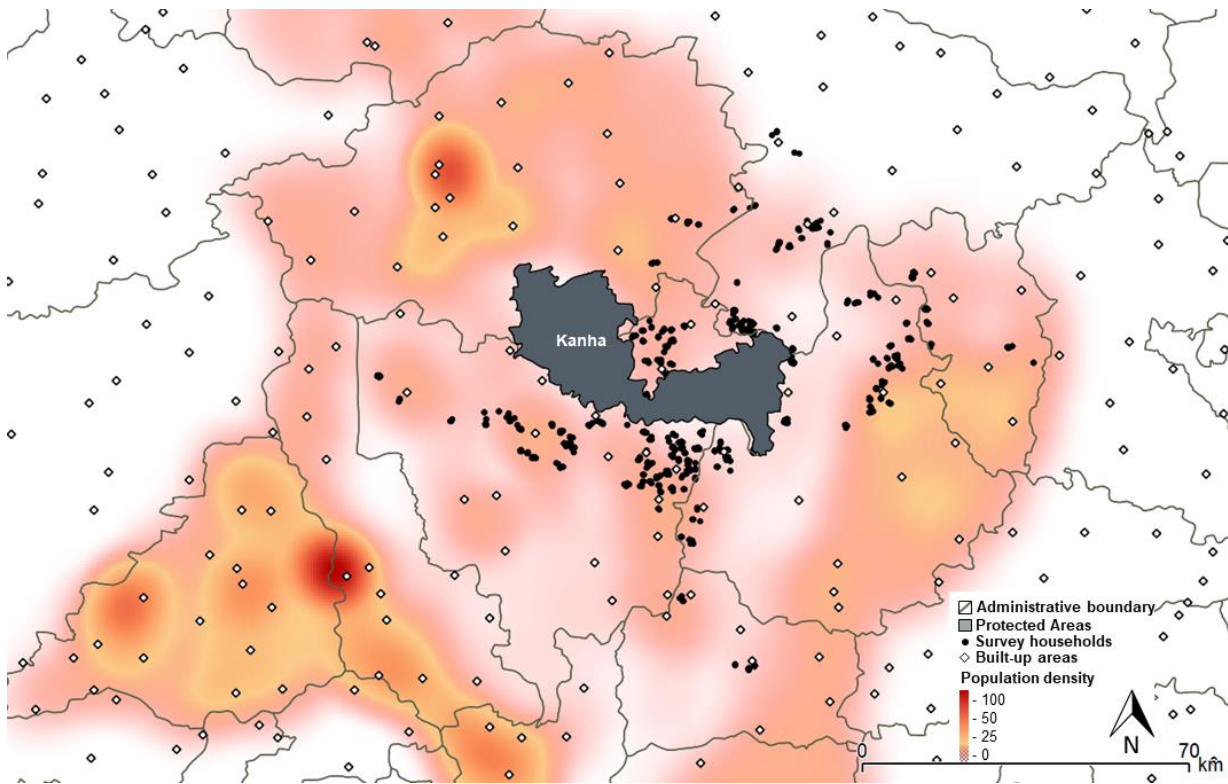 Kanha
Administrative boundary
Protected Areas
Survey households
Built-up areas
Population density
- 100
- 50
- 25
- 0
N
0 70
km